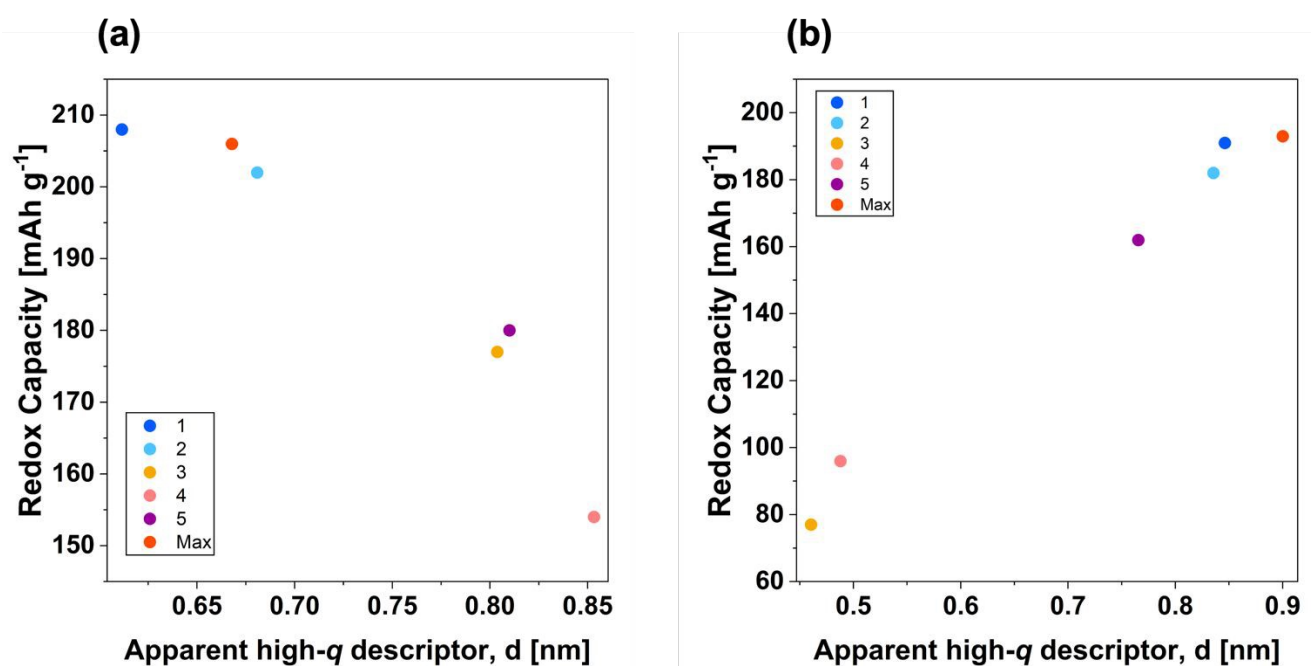 (a)
Redox Capacity [mAh g⁻¹]
210
200
190
180
170
160
150
1
2
3
4
5
Max
0.65 0.70 0.75 0.80 0.85
Apparent high-q descriptor, d [nm]
(b)
Redox Capacity [mAh g⁻¹]
200
180
160
140
120
100
80
60
1
2
3
4
5
Max
0.5 0.6 0.7 0.8 0.9
Apparent high-q descriptor, d [nm]